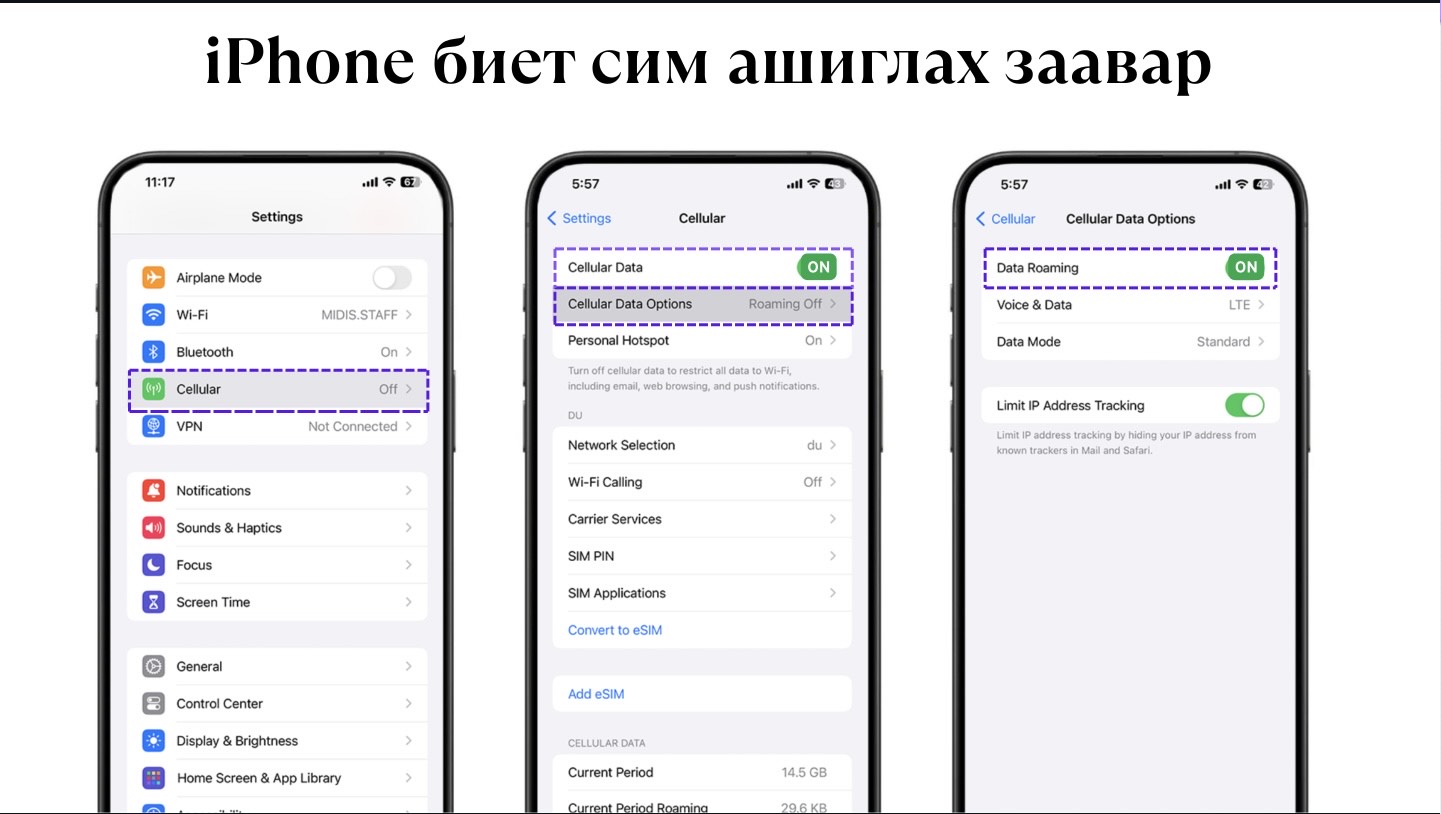 iPhone биет сим ашиглах заавар
11:17
67
Settings
Airplane Mode
Wi-Fi MIDIS.STAFF
Bluetooth On
Cellular Off
VPN Not Connected
Notifications
Sounds & Haptics
Focus
Screen Time
General
Control Center
Display & Brightness
Home Screen & App Library
5:57
43
Settings
Cellular
Cellular Data ON
Cellular Data Options Roaming Off
Personal Hotspot On
Turn off cellular data to restrict all data to Wi-Fi,
including email, web browsing, and push notifications.
DU
Network Selection du
Wi-Fi Calling Off
Carrier Services
SIM PIN
SIM Applications
Convert to eSIM
Add eSIM
CELLULAR DATA
Current Period 14.5 GB
Current Period Roaming 29.6 KB
5:57
42
Cellular
Cellular Data Options
Data Roaming ON
Voice & Data LTE
Data Mode Standard
Limit IP Address Tracking
Limit IP address tracking by hiding your IP address from
known trackers in Mail and Safari.